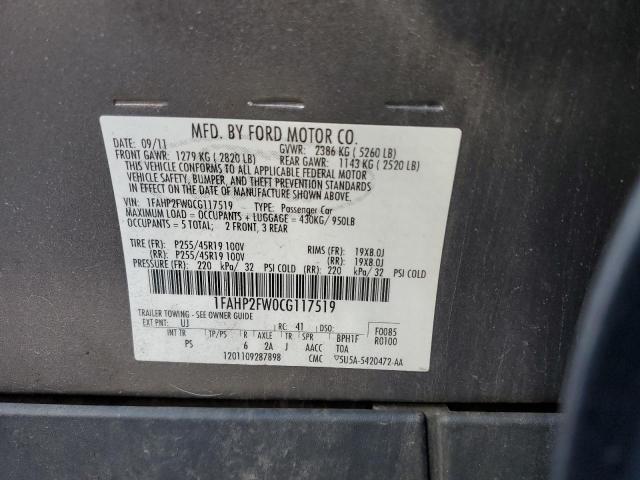 MFD. BY FORD MOTOR CO.
DATE: 09/11 GVWR: 2386 KG ( 5260 LB)
FRONT GAWR: 1279 KG ( 2820 LB) REAR GAWR: 1143 KG ( 2520 LB)
THIS VEHICLE CONFORMS TO ALL APPLICABLE FEDERAL MOTOR
VEHICLE SAFETY, BUMPER, AND THEFT PREVENTION STANDARDS
IN EFFECT ON THE DATE OF MANUFACTURE SHOWN ABOVE.
VIN: 1FAHP2FW0CG117519 TYPE: Passenger Car
MAXIMUM LOAD = OCCUPANTS + LUGGAGE = 430KG/950LB
OCCUPANTS = 5 TOTAL; 2 FRONT, 3 REAR
TIRE (FR): P255/45R19 100V RIMS (FR): 19X8.0J
(RR): P255/45R19 100V (RR): 19X8.0J
PRESSURE (FR): 220 kPa/ 32 PSI COLD (RR): 220 kPa/ 32 PSI COLD
1FAHP2FW0CG117519
TRAILER TOWING - SEE OWNER GUIDE
EXT PNT: UJ RC: 41 DSO: F0085
INT TR TP/PS R AXLE TR SPR BPH1F R0100
PS 6 2A J AACC TOA
1201109287898 CMC 5U5A-5420472-AA